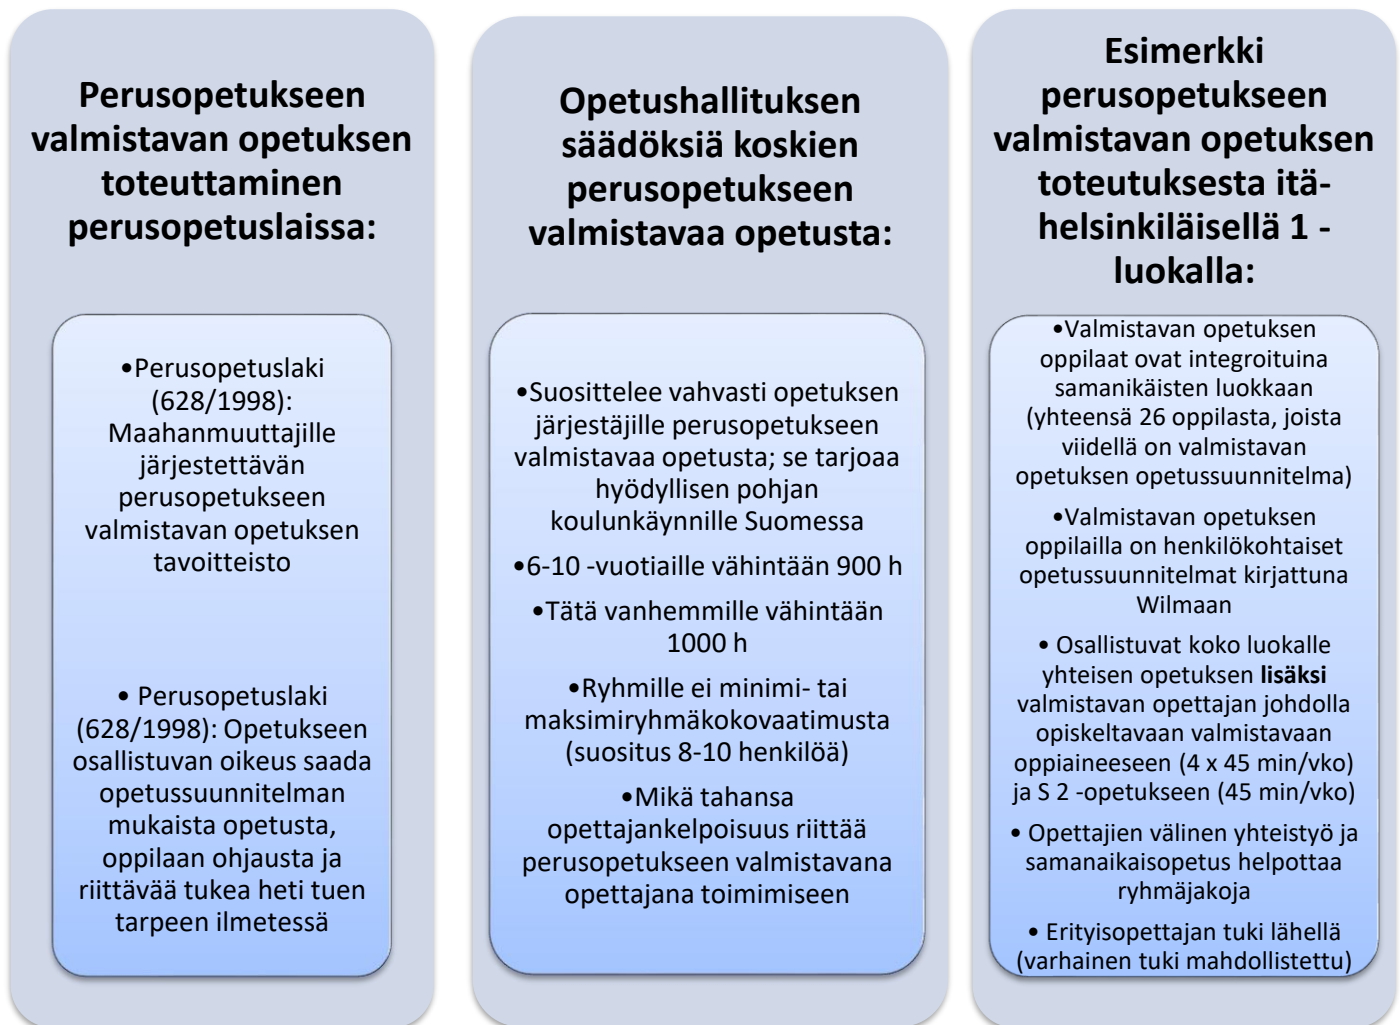 Perusopetukseen
valmistavan opetuksen
toteuttaminen
perusopetuslaissa:
•Perusopetuslaki
(628/1998):
Maahanmuuttajille
järjestettävän
perusopetukseen
valmistavan opetuksen
tavoitteisto
• Perusopetuslaki
(628/1998): Opetukseen
osallistuvan oikeus saada
opetussuunnitelman
mukaista opetusta,
oppilaan ohjausta ja
riittävää tukea heti tuen
tarpeen ilmetessä
Opetushallituksen
säädöksiä koskien
perusopetukseen
valmistavaa opetusta:
•Suosittelee vahvasti opetuksen
järjestäjille perusopetukseen
valmistavaa opetusta; se tarjoaa
hyödyllisen pohjan
koulunkäynnille Suomessa
•6-10 -vuotiaille vähintään 900 h
•Tätä vanhemmille vähintään
1000 h
•Ryhmille ei minimi- tai
maksimiryhmäkokovaatimusta
(suositus 8-10 henkilöä)
•Mikä tahansa
opettajankelpoisuus riittää
perusopetukseen valmistavana
opettajana toimimiseen
Esimerkki
perusopetukseen
valmistavan opetuksen
toteutuksesta itä-
helsinkiläisellä 1 -
luokalla:
•Valmistavan opetuksen
oppilaat ovat integroituina
samanikäisten luokkaan
(yhteensä 26 oppilasta, joista
viidellä on valmistavan
opetuksen opetussuunnitelma)
•Valmistavan opetuksen
oppilailla on henkilökohtaiset
opetussuunnitelmat kirjattuna
Wilmaan
• Osallistuvat koko luokalle
yhteisen opetuksen lisäksi
valmistavan opettajan johdolla
opiskeltavaan valmistavaan
oppiaineeseen (4 x 45 min/vko)
ja S 2 -opetukseen (45 min/vko)
• Opettajien välinen yhteistyö ja
samanaikaisopetus helpottaa
ryhmäjakoja
• Erityisopettajan tuki lähellä
(varhainen tuki mahdollistettu)